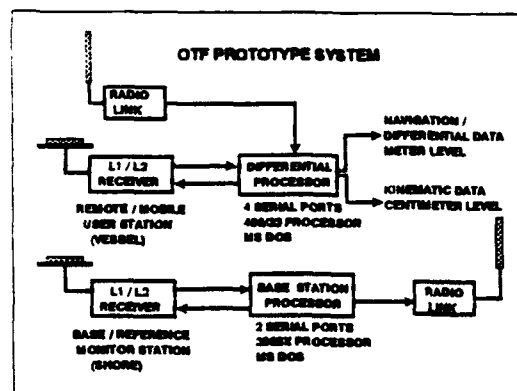 OTF PROTOTYPE SYSTEM
RADIO
LINK
NAVIGATION /
DIFFERENTIAL DATA
METER LEVEL
L1 / L2
RECEIVER
DIFFERENTIAL
PROCESSOR
KINEMATIC DATA
CENTIMETER LEVEL
REMOTE / MOBILE
USER STATION
(VESSEL)
4 SERIAL PORTS
PROCESSOR
MS DOS
L1 / L2
RECEIVER
BASE STATION
PROCESSOR
RADIO
LINK
BASE / REFERENCE
MONITOR STATION
(SHORE)
2 SERIAL PORTS
PROCESSOR
MS DOS